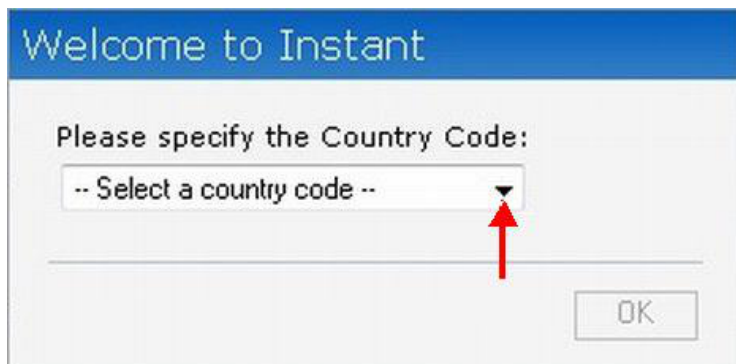 Welcome to Instant
Please specify the Country Code:
-- Select a country code --
OK